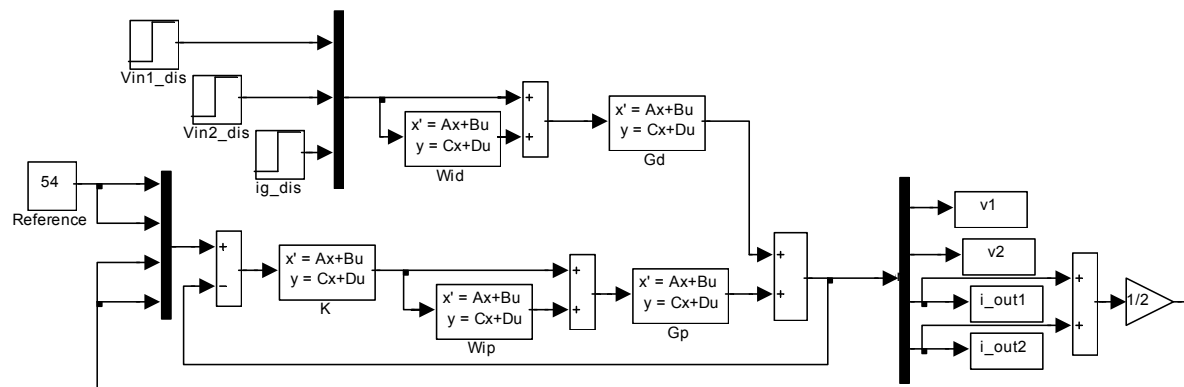 Vin1_dis
Vin2_dis
ig_dis
x' = Ax+Bu
y = Cx+Du
Wid
+
+
x' = Ax+Bu
y = Cx+Du
Gd
54
Reference
+
−
x' = Ax+Bu
y = Cx+Du
K
x' = Ax+Bu
y = Cx+Du
Wip
+
+
x' = Ax+Bu
y = Cx+Du
Gp
+
+
v1
v2
i_out1
i_out2
+
+
1/2